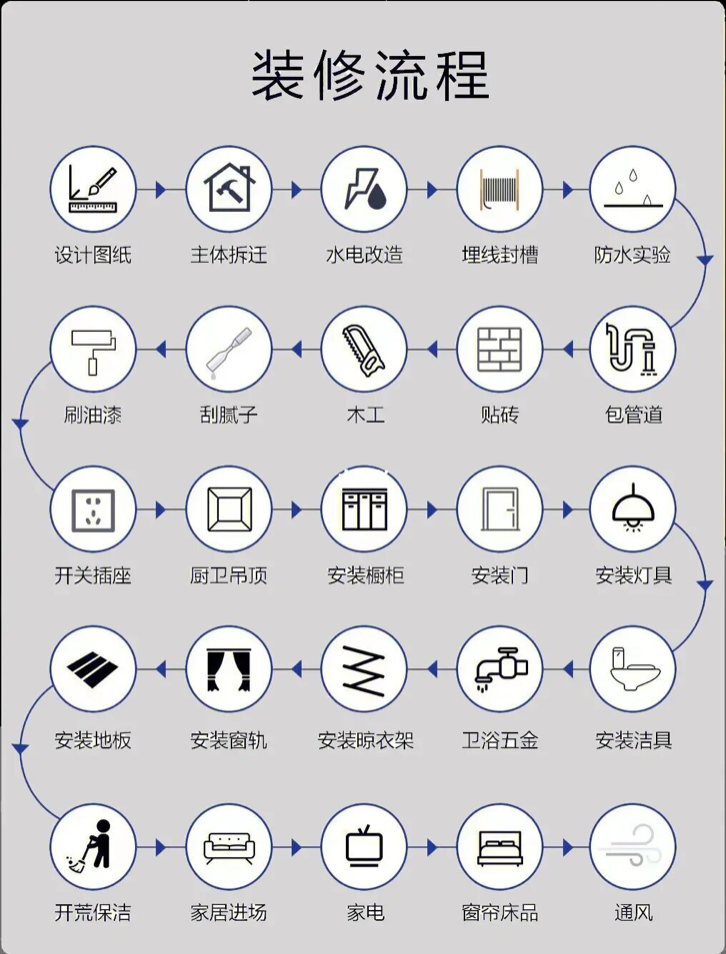 装修流程
设计图纸 主体拆迁 水电改造 埋线封槽 防水实验
刷油漆 刮腻子 木工 贴砖 包管道
开关插座 厨卫吊顶 安装橱柜 安装门 安装灯具
安装地板 安装窗轨 安装晾衣架 卫浴五金 安装洁具
开荒保洁 家居进场 家电 窗帘床品 通风